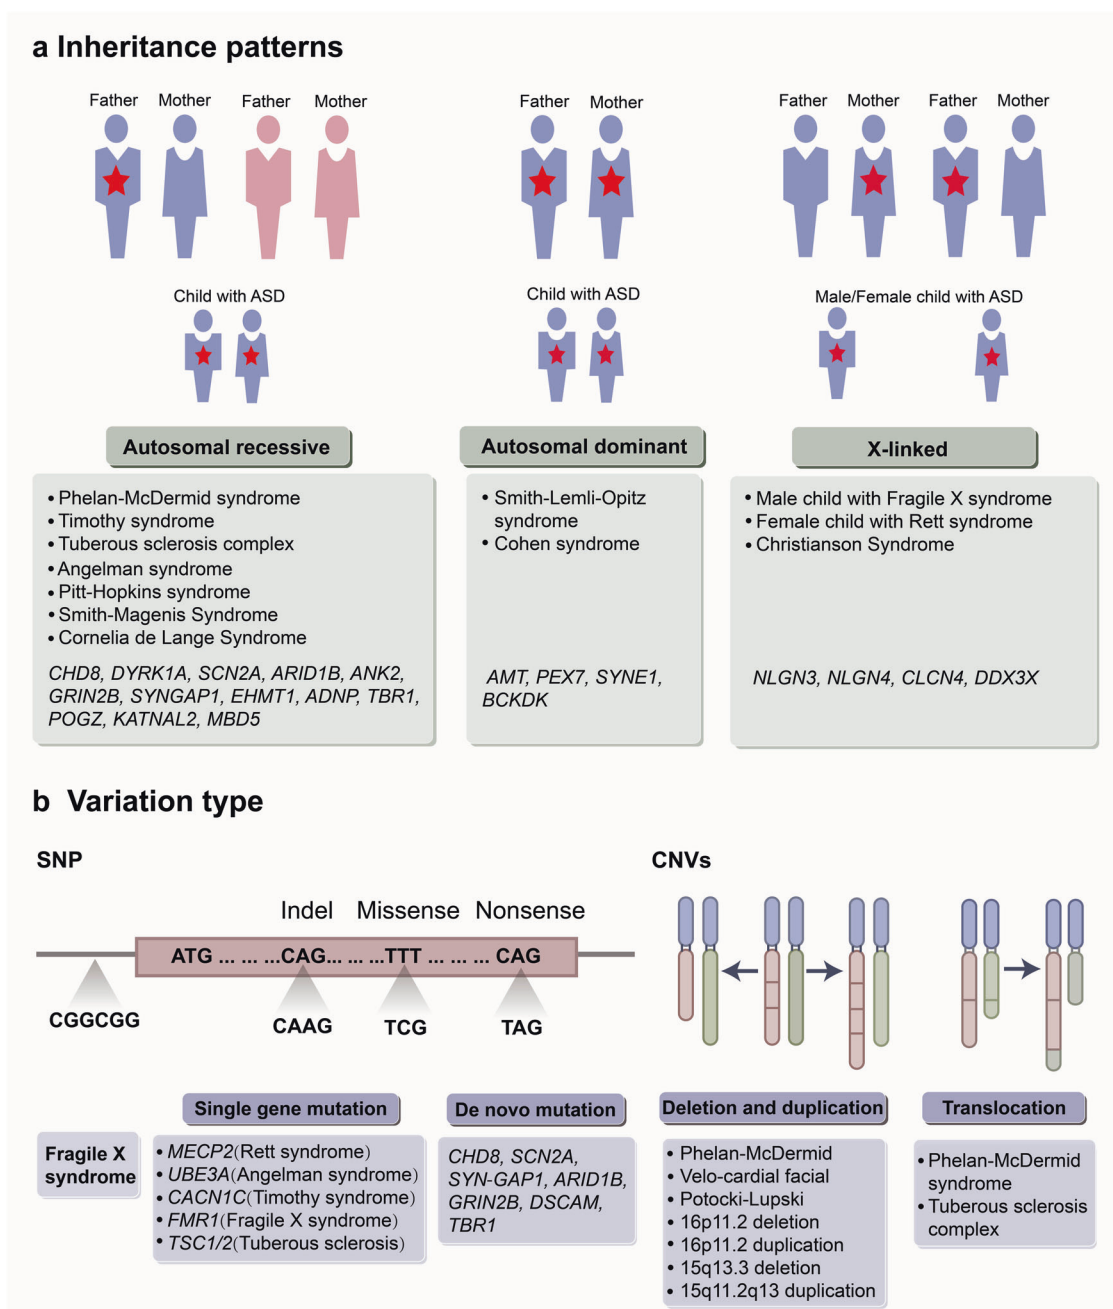 a Inheritance patterns
Father Mother Father Mother
Father Mother
Father Mother Father Mother
Child with ASD
Child with ASD
Male/Female child with ASD
Autosomal recessive
• Phelan-McDermid syndrome
• Timothy syndrome
• Tuberous sclerosis complex
• Angelman syndrome
• Pitt-Hopkins syndrome
• Smith-Magenis Syndrome
• Cornelia de Lange Syndrome
CHD8, DYRK1A, SCN2A, ARID1B, ANK2,
GRIN2B, SYNGAP1, EHMT1, ADNP, TBR1,
POGZ, KATNAL2, MBD5
Autosomal dominant
• Smith-Lemli-Opitz
syndrome
• Cohen syndrome
AMT, PEX7, SYNE1,
BCKDK
X-linked
• Male child with Fragile X syndrome
• Female child with Rett syndrome
• Christianson Syndrome
NLGN3, NLGN4, CLCN4, DDX3X
b Variation type
SNP
Indel Missense Nonsense
ATG ... ... ...CAG... ... ...TTT ... ... ... CAG
CGGCGG
CAAG TCG TAG
CNVs
Fragile X
syndrome
Single gene mutation
• MECP2(Rett syndrome)
• UBE3A(Angelman syndrome)
• CACN1C(Timothy syndrome)
• FMR1(Fragile X syndrome)
• TSC1/2(Tuberous sclerosis)
De novo mutation
CHD8, SCN2A,
SYN-GAP1, ARID1B,
GRIN2B, DSCAM,
TBR1
Deletion and duplication
• Phelan-McDermid
• Velo-cardial facial
• Potocki-Lupski
• 16p11.2 deletion
• 16p11.2 duplication
• 15q13.3 deletion
• 15q11.2q13 duplication
Translocation
• Phelan-McDermid
syndrome
• Tuberous sclerosis
complex